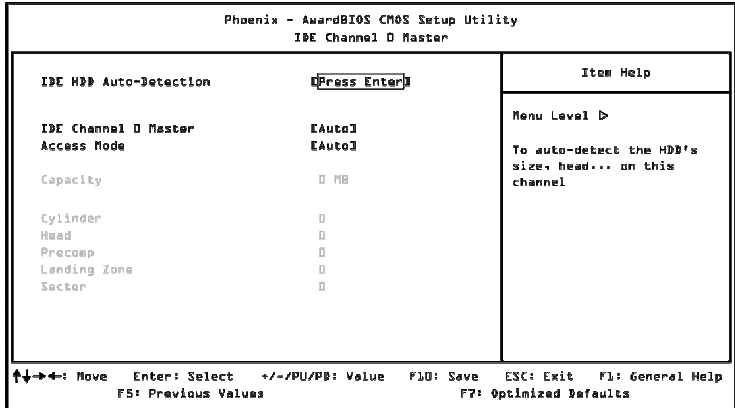 Phoenix - AwardBIOS CMOS Setup Utility
IDE Channel 0 Master
IDE HDD Auto-Detection [Press Enter]
Item Help
IDE Channel 0 Master [Auto]
Access Mode [Auto]
Capacity 0 MB
Cylinder 0
Head 0
Precomp 0
Landing Zone 0
Sector 0
Menu Level ▷
To auto-detect the HDD's
size, head... on this
channel
↑↓→←: Move Enter: Select +/-/PU/PD: Value F10: Save ESC: Exit F1: General Help
F5: Previous Values F7: Optimized Defaults